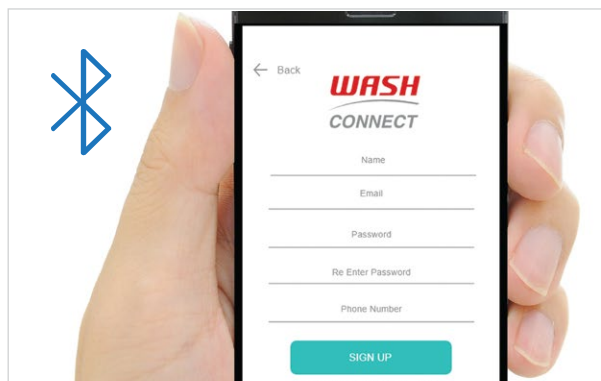 Back
WASH
CONNECT
Name
Email
Password
Re Enter Password
Phone Number
SIGN UP